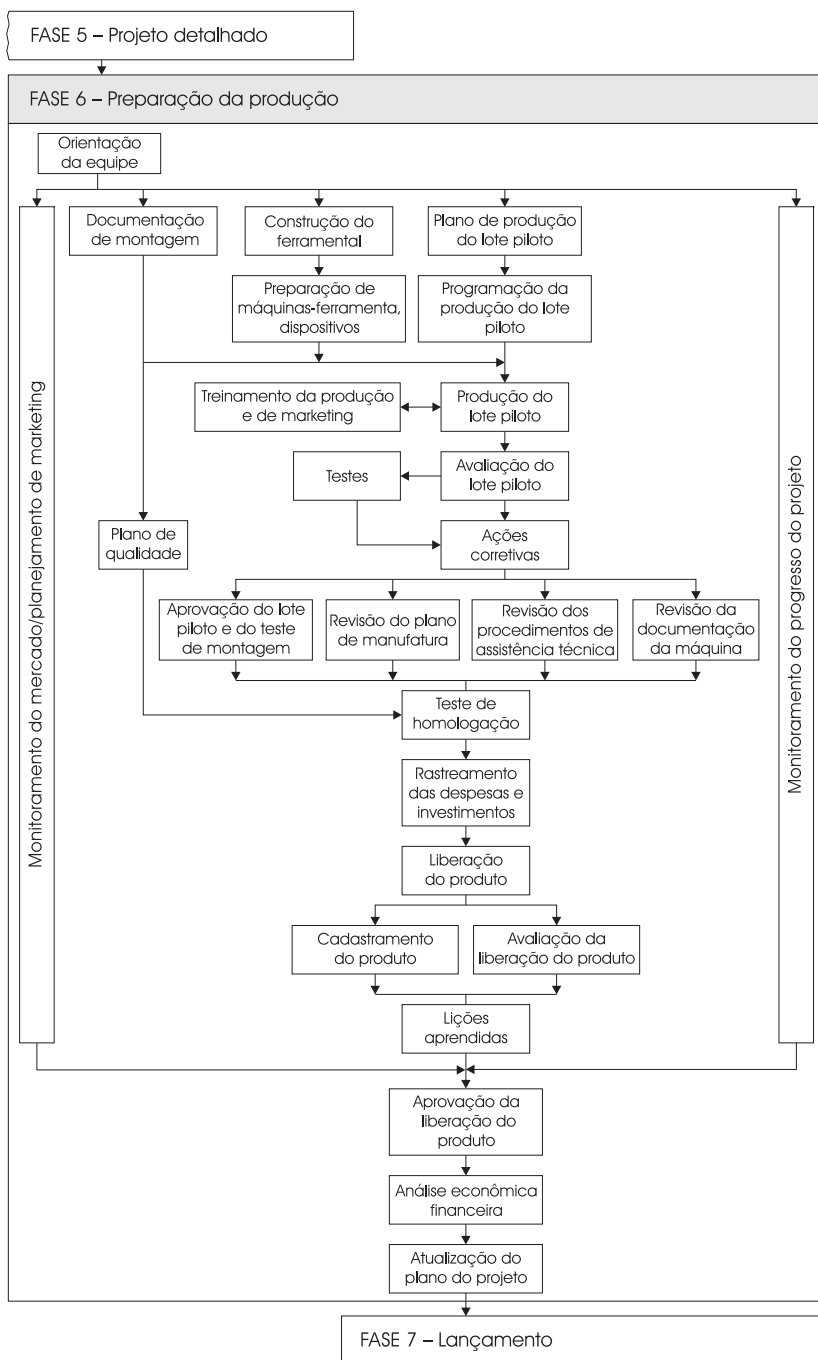 FASE 5 – Projeto detalhado
FASE 6 – Preparação da produção
Orientação
da equipe
Monitoramento do mercado/planejamento de marketing
Documentação
de montagem
Construção do
ferramental
Plano de produção
do lote piloto
Monitoramento do progresso do projeto
Preparação de
máquinas-ferramenta,
dispositivos
Programação da
produção do lote
piloto
Treinamento da produção
e de marketing
Produção do
lote piloto
Testes
Avaliação do
lote piloto
Plano de
qualidade
Ações
corretivas
Aprovação do lote
piloto e do teste
de montagem
Revisão do plano
de manufatura
Revisão dos
procedimentos de
assistência técnica
Revisão da
documentação
da máquina
Teste de
homologação
Rastreamento
das despesas e
investimentos
Liberação
do produto
Cadastramento
do produto
Avaliação da
liberação do produto
Lições
aprendidas
Aprovação da
liberação do
produto
Análise econômica
financeira
Atualização do
plano do projeto
FASE 7 – Lançamento